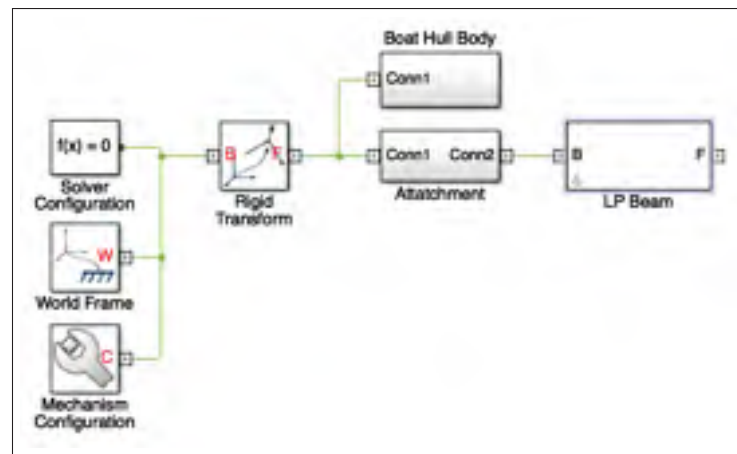 Boat Hull Body
Conn1
f(x) = 0
Solver
Configuration
B
F
Rigid
Transform
Conn1
Conn2
Attatchment
B
F
LP Beam
W
World Frame
C
Mechanism
Configuration